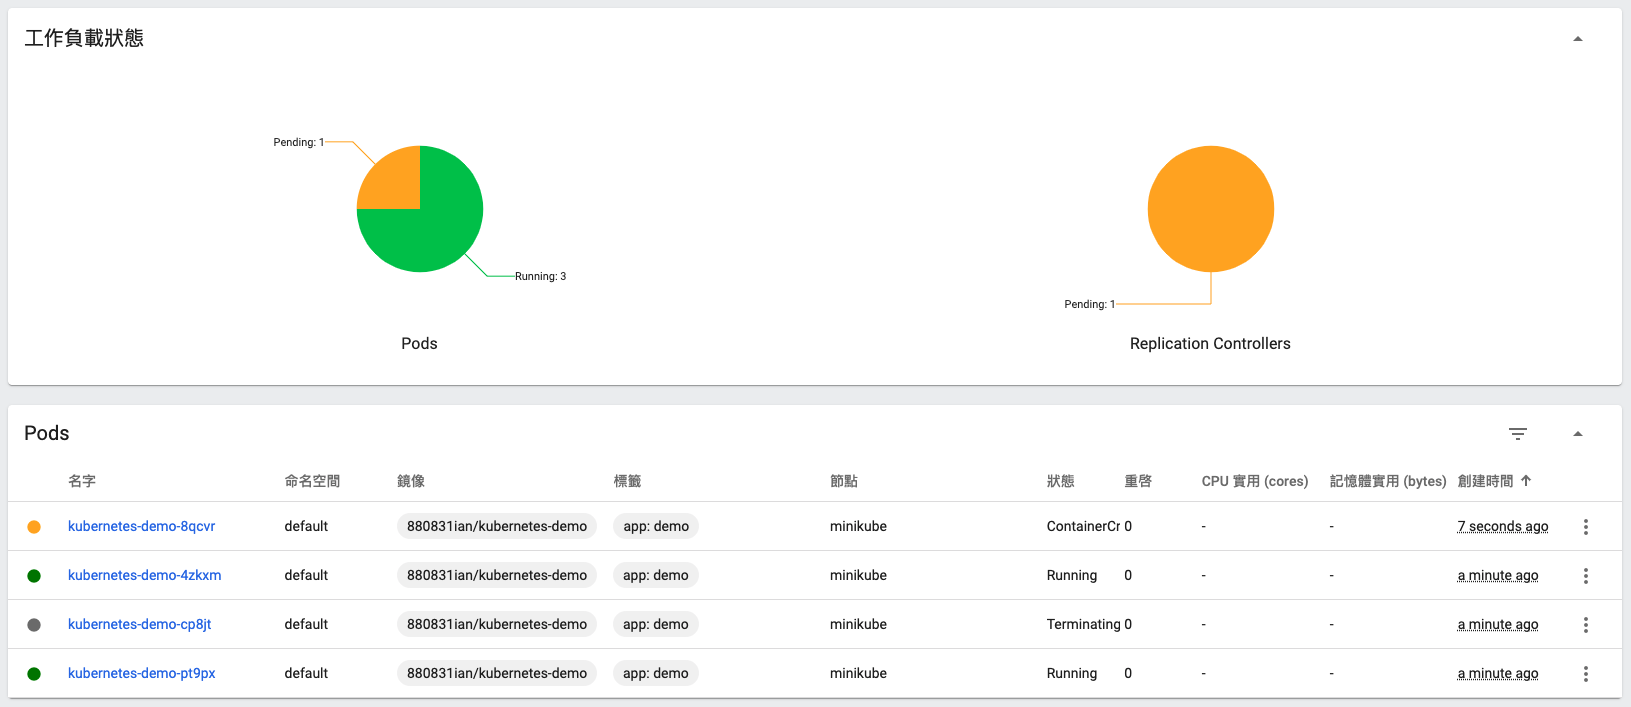 工作負載狀態
Pending: 1
Running: 3
Pods
Pending: 1
Replication Controllers
Pods
名字 命名空間 鏡像 標籤 節點 狀態 重啓 CPU 實用 (cores) 記憶體實用 (bytes) 創建時間
kubernetes-demo-8qcvr default 880831ian/kubernetes-demo app: demo minikube ContainerCr 0 - - 7 seconds ago
kubernetes-demo-4zkxm default 880831ian/kubernetes-demo app: demo minikube Running 0 - - a minute ago
kubernetes-demo-cp8jt default 880831ian/kubernetes-demo app: demo minikube Terminating 0 - - a minute ago
kubernetes-demo-pt9px default 880831ian/kubernetes-demo app: demo minikube Running 0 - - a minute ago